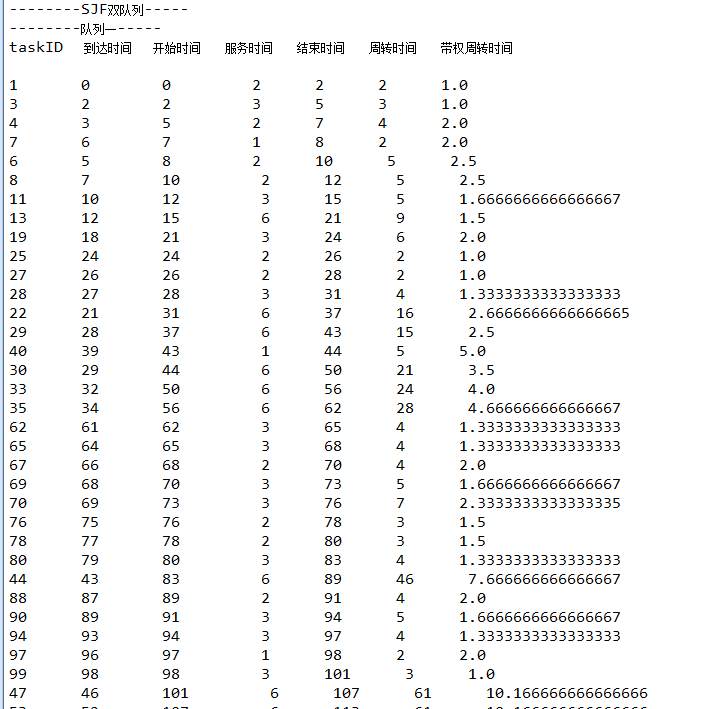 --------SJF双队列-----
--------队列一-----
taskID 到达时间 开始时间 服务时间 结束时间 周转时间 带权周转时间
1 0 0 2 2 2 1.0
3 2 2 3 5 3 1.0
4 3 5 2 7 4 2.0
7 6 7 1 8 2 2.0
6 5 8 2 10 5 2.5
8 7 10 2 12 5 2.5
11 10 12 3 15 5 1.6666666666666667
13 12 15 6 21 9 1.5
19 18 21 3 24 6 2.0
25 24 24 2 26 2 1.0
27 26 26 2 28 2 1.0
28 27 28 3 31 4 1.3333333333333333
22 21 31 6 37 16 2.6666666666666665
29 28 37 6 43 15 2.5
40 39 43 1 44 5 5.0
30 29 44 6 50 21 3.5
33 32 50 6 56 24 4.0
35 34 56 6 62 28 4.666666666666667
62 61 62 3 65 4 1.3333333333333333
65 64 65 3 68 4 1.3333333333333333
67 66 68 2 70 4 2.0
69 68 70 3 73 5 1.6666666666666667
70 69 73 3 76 7 2.3333333333333335
76 75 76 2 78 3 1.5
78 77 78 2 80 3 1.5
80 79 80 3 83 4 1.3333333333333333
44 43 83 6 89 46 7.666666666666667
88 87 89 2 91 4 2.0
90 89 91 3 94 5 1.6666666666666667
94 93 94 3 97 4 1.3333333333333333
97 96 97 1 98 2 2.0
99 98 98 3 101 3 1.0
47 46 101 6 107 61 10.166666666666666